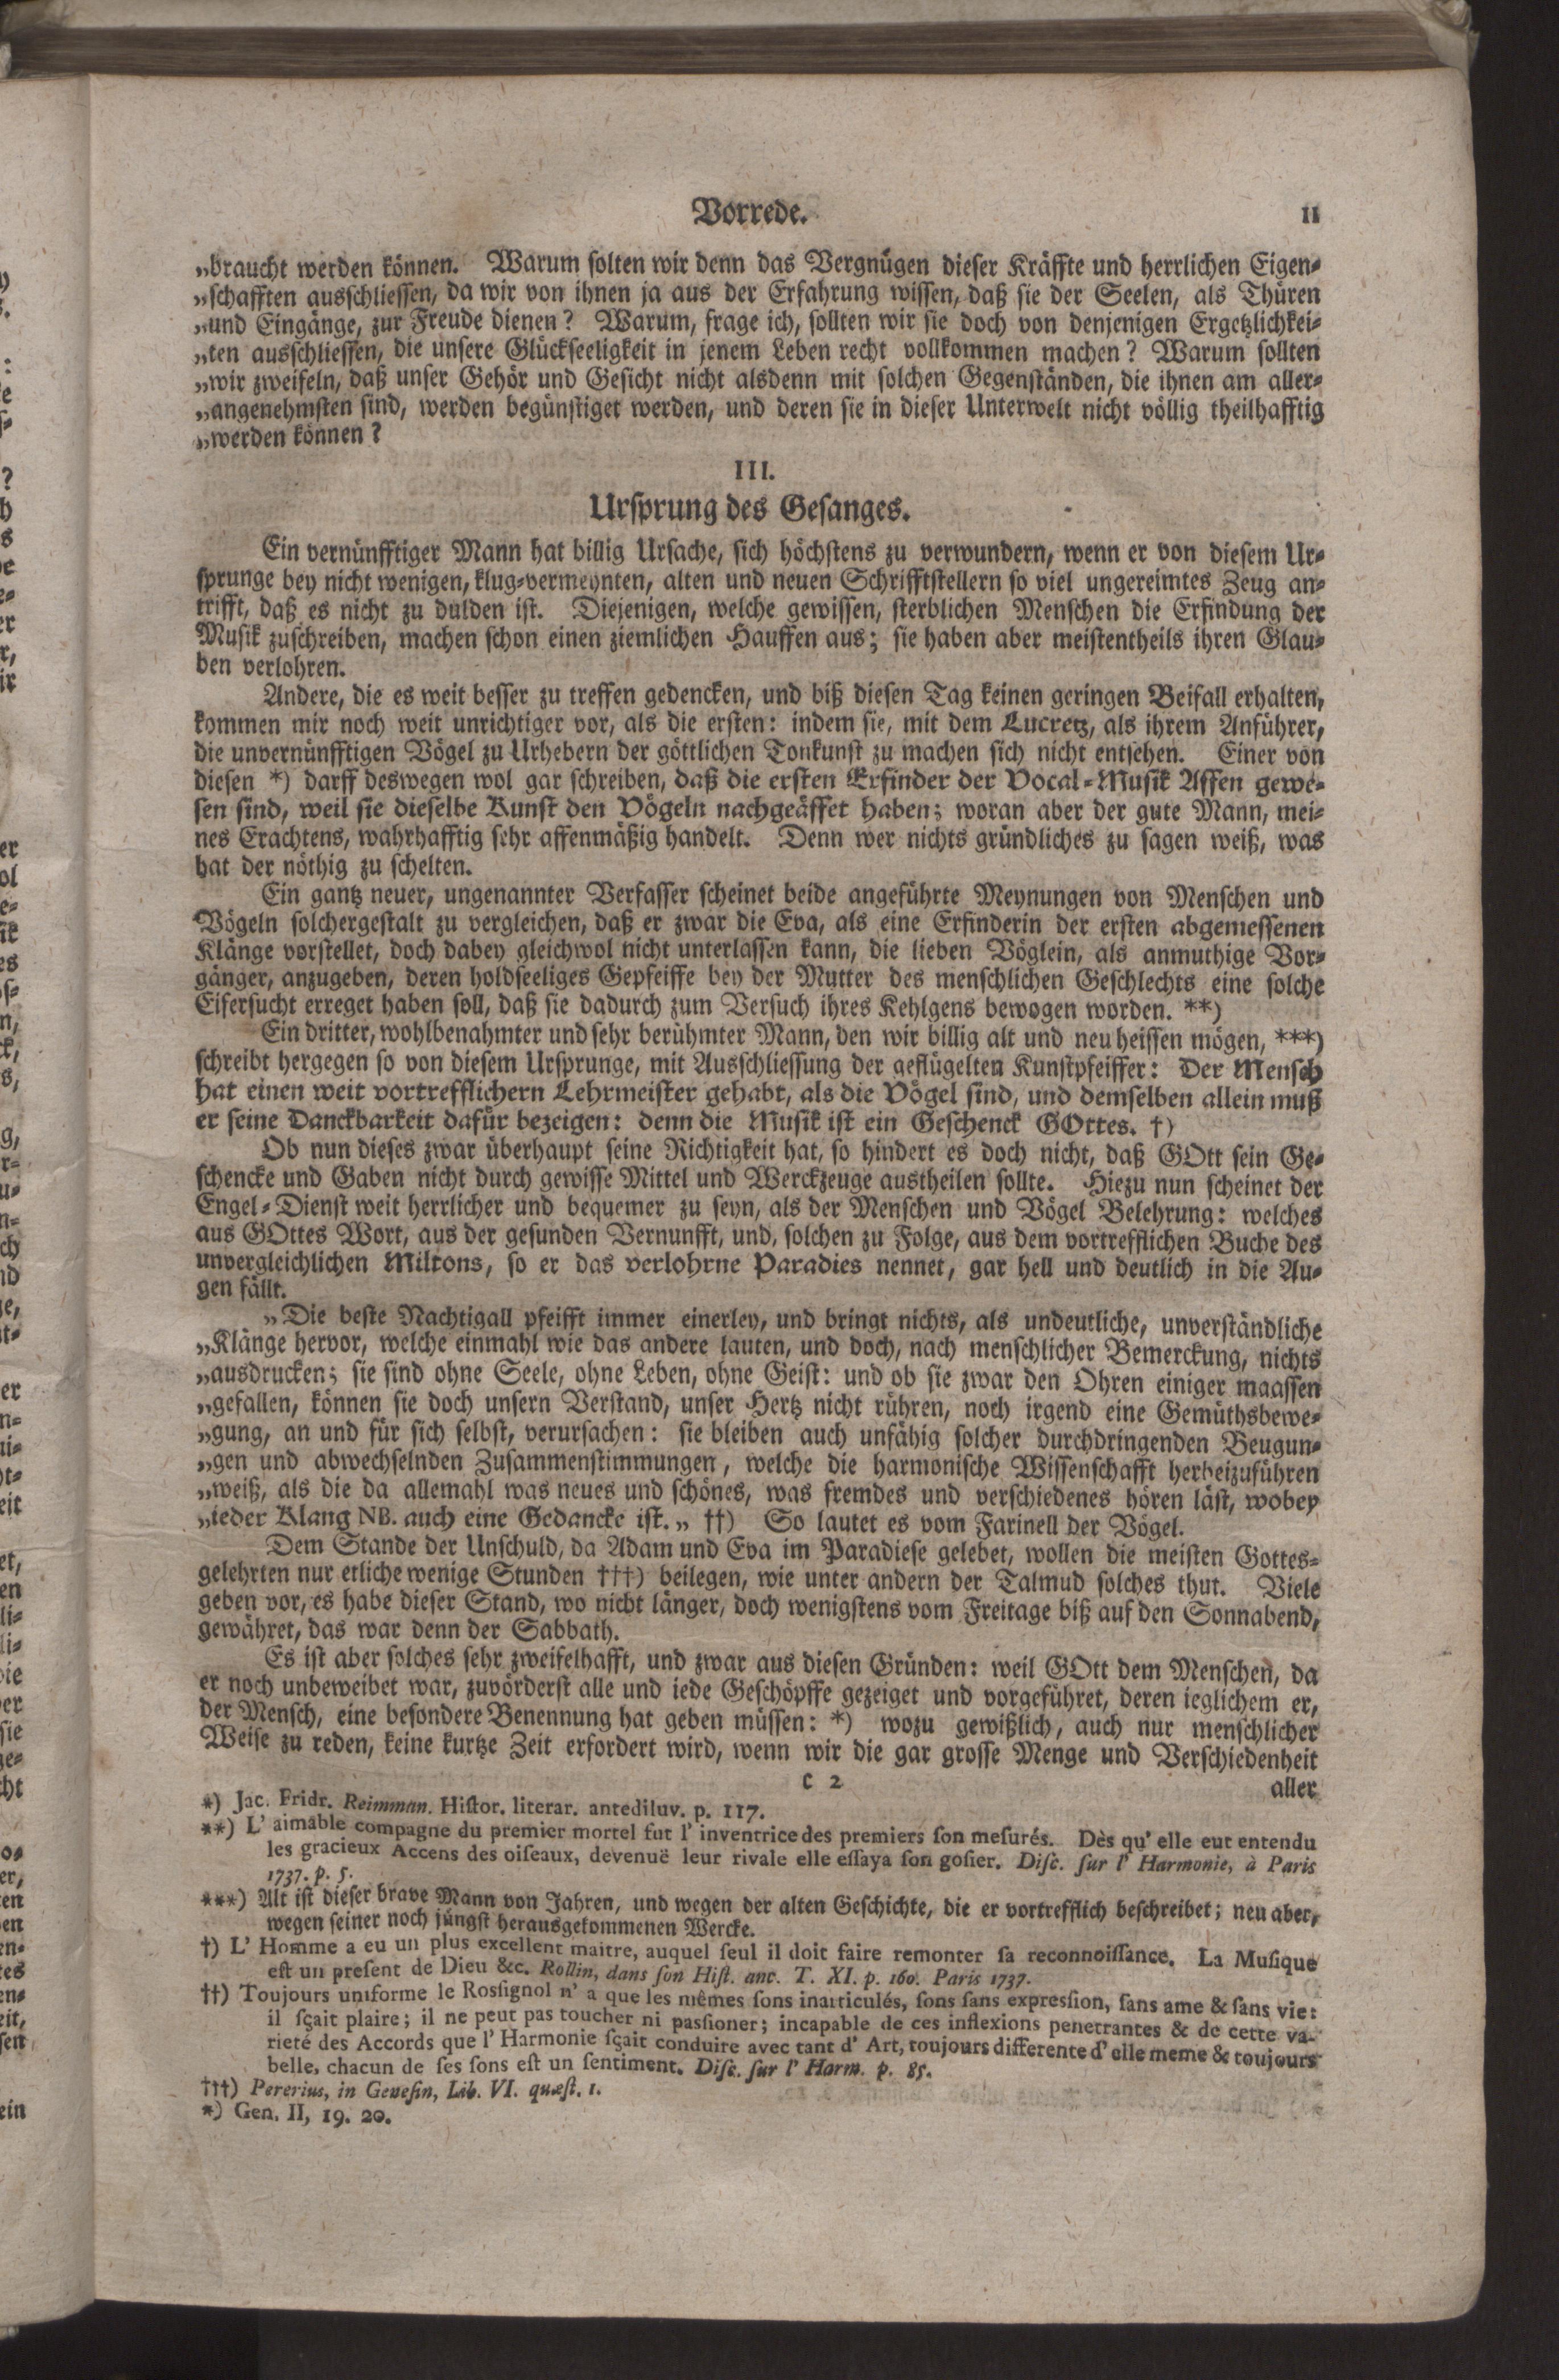 Vorrede. 11
„braucht werden können. Warum solten wir denn das Vergnügen dieser Kräffte und herrlichen Eigen-
„schafften ausschliessen, da wir von ihnen ja aus der Erfahrung wissen, daß sie der Seelen, als Thüren
„und Eingänge, zur Freude dienen? Warum, frage ich, sollten wir sie doch von denjenigen Ergetzlichkei-
„ten ausschliessen, die unsere Glückseeligkeit in jenem Leben recht vollkommen machen? Warum sollten
„wir zweifeln, daß unser Gehör und Gesicht nicht alsdenn mit solchen Gegenständen, die ihnen am aller-
„angenehmsten sind, werden begünstiget werden, und deren sie in dieser Unterwelt nicht völlig theilhafftig
„werden können?
III.
Ursprung des Gesanges.
Ein vernünfftiger Mann hat billig Ursache, sich höchstens zu verwundern, wenn er von diesem Ur-
sprunge bey nicht wenigen, klug-vermeynten, alten und neuen Schrifftstellern so viel ungereimtes Zeug an-
trifft, daß es nicht zu dulden ist. Diejenigen, welche gewissen, sterblichen Menschen die Erfindung der
Musik zuschreiben, machen schon einen ziemlichen Hauffen aus; sie haben aber meistentheils ihren Glau-
ben verlohren.
Andere, die es weit besser zu treffen gedencken, und biß diesen Tag keinen geringen Beifall erhalten,
kommen mir noch weit unrichtiger vor, als die ersten: indem sie, mit dem Lucretz, als ihrem Anführer,
die unvernünfftigen Vögel zu Urhebern der göttlichen Tonkunst zu machen sich nicht entsehen. Einer von
diesen *) darff deswegen wol gar schreiben, daß die ersten Erfinder der Vocal-Musik Affen gewe-
sen sind, weil sie dieselbe Kunst den Vögeln nachgeäffet haben; woran aber der gute Mann, mei-
nes Erachtens, wahrhafftig sehr affenmäßig handelt. Denn wer nichts gründliches zu sagen weiß, was
hat der nöthig zu schelten.
Ein gantz neuer, ungenannter Verfasser scheinet beide angeführte Meynungen von Menschen und
Vögeln solchergestalt zu vergleichen, daß er zwar die Eva, als eine Erfinderin der ersten abgemessenen
Klänge vorstellet, doch dabey gleichwol nicht unterlassen kann, die lieben Vöglein, als anmuthige Vor-
gänger, anzugeben, deren holdseeliges Gepfeiffe bey der Mutter des menschlichen Geschlechts eine solche
Eifersucht erreget haben soll, daß sie dadurch zum Versuch ihres Kehlgens bewogen worden. **)
Ein dritter, wohlbenahmter und sehr berühmter Mann, den wir billig alt und neu heissen mögen, ***)
schreibt hergegen so von diesem Ursprunge, mit Ausschliessung der geflügelten Kunstpfeiffer: Der Mensch
hat einen weit vortrefflichern Lehrmeister gehabt, als die Vögel sind, und demselben allein muß
er seine Danckbarkeit dafür bezeigen: denn die Musik ist ein Geschenck GOttes. †)
Ob nun dieses zwar überhaupt seine Richtigkeit hat, so hindert es doch nicht, daß GOtt sein Ge-
schencke und Gaben nicht durch gewisse Mittel und Werckzeuge austheilen sollte. Hiezu nun scheinet der
Engel-Dienst weit herrlicher und bequemer zu seyn, als der Menschen und Vögel Belehrung: welches
aus GOttes Wort, aus der gesunden Vernunfft, und, solchen zu Folge, aus dem vortrefflichen Buche des
unvergleichlichen Miltons, so er das verlohrne Paradies nennet, gar hell und deutlich in die Au-
gen fällt.
„Die beste Nachtigall pfeifft immer einerley, und bringt nichts, als undeutliche, unverständliche
„Klänge hervor, welche einmahl wie das andere lauten, und doch, nach menschlicher Bemerckung, nichts
„ausdrucken; sie sind ohne Seele, ohne Leben, ohne Geist: und ob sie zwar den Ohren einiger maassen
„gefallen, können sie doch unsern Verstand, unser Hertz nicht rühren, noch irgend eine Gemüthsbewe-
„gung, an und für sich selbst, verursachen: sie bleiben auch unfähig solcher durchdringenden Beugun-
„gen und abwechselnden Zusammenstimmungen, welche die harmonische Wissenschafft herbeizuführen
„weiß, als die da allemahl was neues und schönes, was fremdes und verschiedenes hören läst, wobey
„ieder Klang NB. auch eine Gedancke ist.„ ††) So lautet es vom Farinell der Vögel.
Dem Stande der Unschuld, da Adam und Eva im Paradiese gelebet, wollen die meisten Gottes-
gelehrten nur etliche wenige Stunden †††) beilegen, wie unter andern der Talmud solches thut. Viele
geben vor, es habe dieser Stand, wo nicht länger, doch wenigstens vom Freitage biß auf den Sonnabend,
gewähret, das war denn der Sabbath.
Es ist aber solches sehr zweifelhafft, und zwar aus diesen Gründen: weil GOtt dem Menschen, da
er noch unbeweibet war, zuvörderst alle und iede Geschöpffe gezeiget und vorgeführet, deren ieglichem er,
der Mensch, eine besondere Benennung hat geben müssen: *) wozu gewißlich, auch nur menschlicher
Weise zu reden, keine kurtze Zeit erfordert wird, wenn wir die gar grosse Menge und Verschiedenheit
c 2 aller
*) Jac. Fridr. Reimman. Histor. literar. antediluv. p. 117.
**) L' aimable compagne du premier mortel fut l' inventrice des premiers son mesurés. Dès qu' elle eut entendu
les gracieux Accens des oiseaux, devenuë leur rivale elle essaya son gosier. Disc. sur l' Harmonie, à Paris
1737. p. 5.
***) Alt ist dieser brave Mann von Jahren, und wegen der alten Geschichte, die er vortrefflich beschreibet; neu aber,
wegen seiner noch jüngst herausgekommenen Wercke.
†) L' Homme a eu un plus excellent maitre, auquel seul il doit faire remonter sa reconnoissance. La Musique
est un present de Dieu &c. Rollin, dans son Hist. anc. T. XI. p. 160. Paris 1737.
††) Toujours uniforme le Rossignol n' a que les mêmes sons inarticulés, sons sans expression, sans ame & sans vie:
il sçait plaire; il ne peut pas toucher ni passioner; incapable de ces inflexions penetrantes & de cette va-
rieté des Accords que l' Harmonie sçait conduire avec tant d' Art, toujours differente d' elle meme & toujours
belle, chacun de ses sons est un sentiment. Disc. sur l' Harm. p. 85.
†††) Pererius, in Genesin, Lib. VI. quæst. 1.
*) Gen. II, 19. 20.